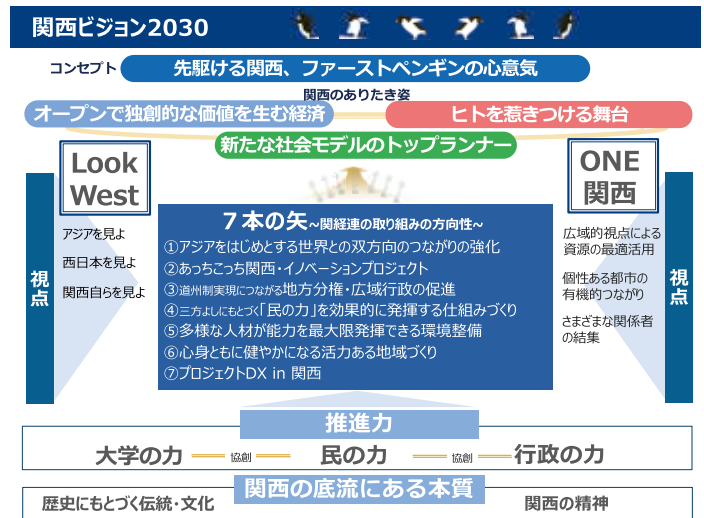 関西ビジョン2030
コンセプト
先駆ける関西、ファーストペンギンの心意気
関西のありたき姿
オープンで独創的な価値を生む経済
ヒトを惹きつける舞台
新たな社会モデルのトップランナー
Look
West
ONE
関西
視点
アジアを見よ
西日本を見よ
関西自らを見よ
7本の矢~関経連の取り組みの方向性~
①アジアをはじめとする世界との双方向のつながりの強化
②あっちこっち関西・イノベーションプロジェクト
③道州制実現につながる地方分権・広域行政の促進
④三方よしにもとづく「民の力」を効果的に発揮する仕組みづくり
⑤多様な人材が能力を最大限発揮できる環境整備
⑥心身ともに健やかになる活力ある地域づくり
⑦プロジェクトDX in 関西
広域的視点による
資源の最適活用
個性ある都市の
有機的つながり
さまざまな関係者
の結集
視点
推進力
大学の力
協創
民の力
協創
行政の力
関西の底流にある本質
歴史にもとづく伝統・文化
関西の精神